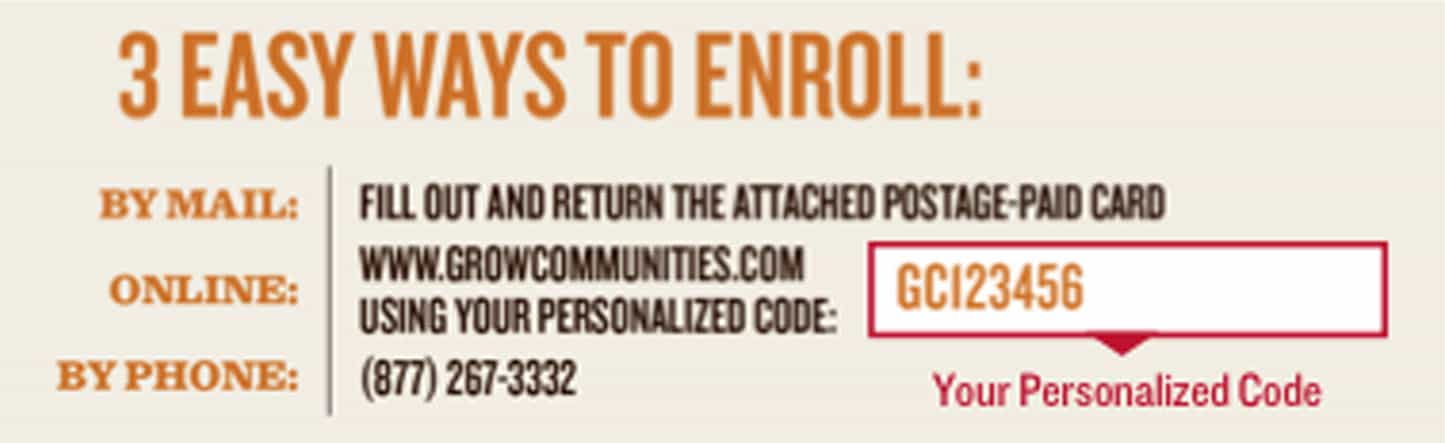 3 EASY WAYS TO ENROLL:
BY MAIL: FILL OUT AND RETURN THE ATTACHED POSTAGE-PAID CARD
ONLINE: WWW.GROWCOMMUNITIES.COM
USING YOUR PERSONALIZED CODE: GC123456
Your Personalized Code
BY PHONE: (877) 267-3332